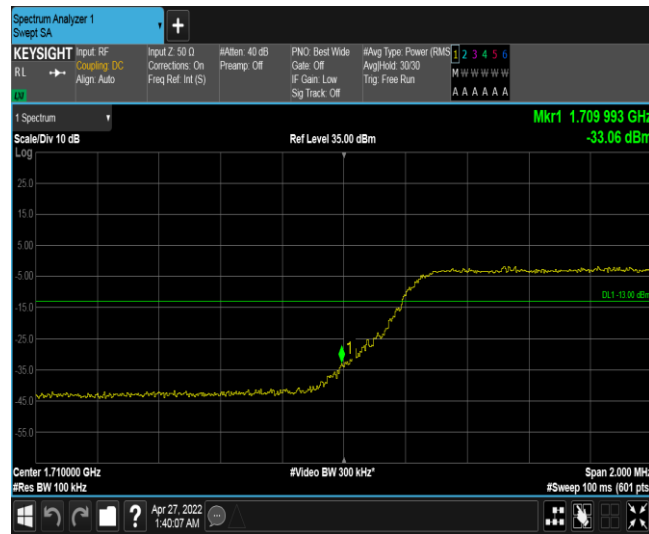 Spectrum Analyzer 1
Swept SA
+
KEYSIGHT
RL
LXI
Input: RF
Coupling: DC
Align: Auto
Input Z: 50 Ω
Corrections: On
Freq Ref: Int (S)
#Atten: 40 dB
Preamp: Off
PNO: Best Wide
Gate: Off
IF Gain: Low
Sig Track: Off
#Avg Type: Power (RMS
Avg|Hold: 30/30
Trig: Free Run
1 2 3 4 5 6
M W W W W W
A A A A A A
1 Spectrum
Mkr1 1.709 993 GHz
Scale/Div 10 dB
Ref Level 35.00 dBm
-33.06 dBm
Log
25.0
15.0
5.00
-5.00
DL1 -13.00 dBm
-15.0
-25.0
1
-35.0
-45.0
-55.0
Center 1.710000 GHz
#Video BW 300 kHz*
Span 2.000 MHz
#Res BW 100 kHz
#Sweep 100 ms (601 pts
?
Apr 27, 2022
1:40:07 AM